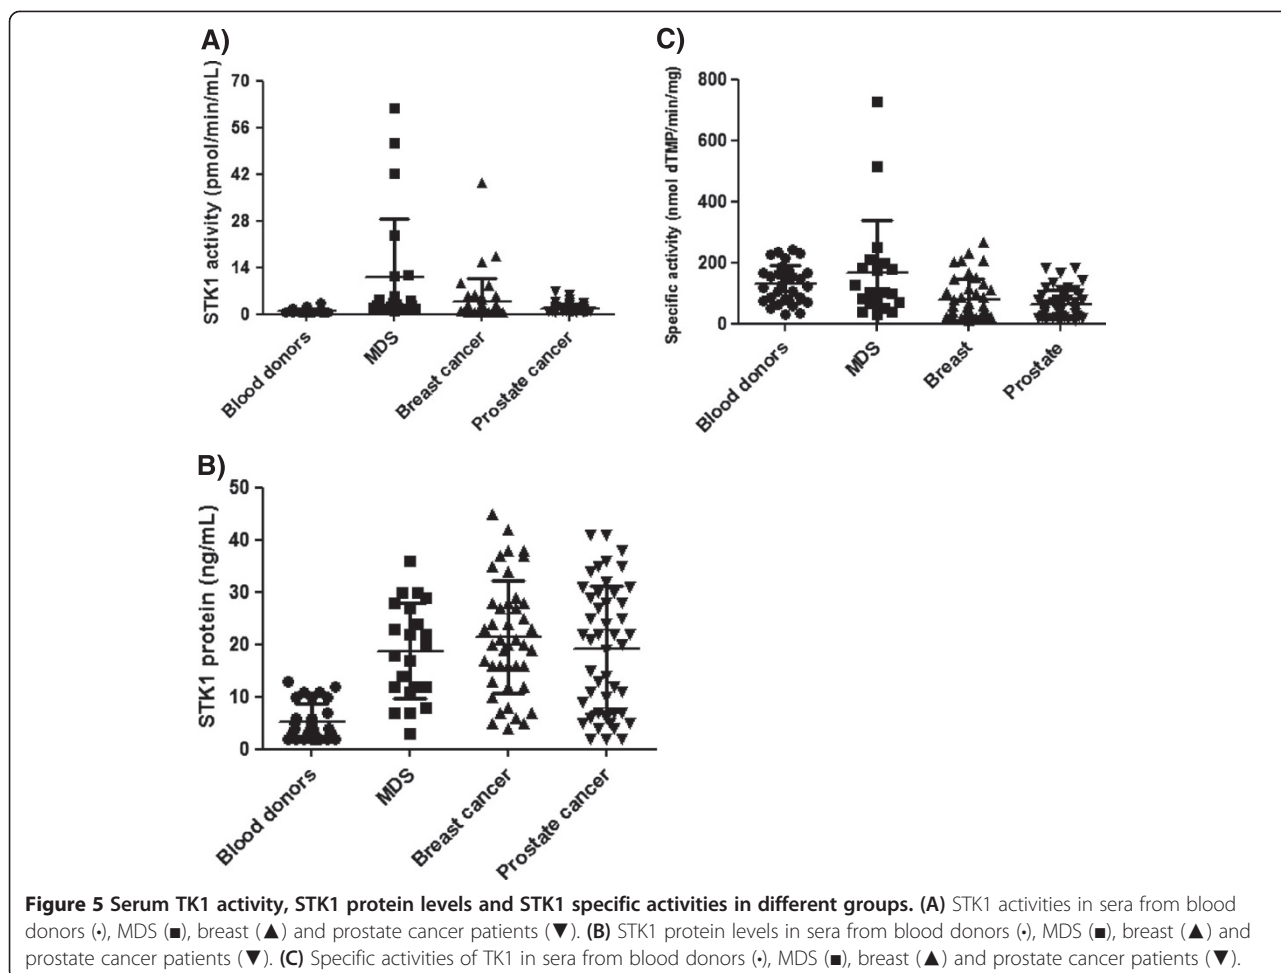 A)
STK1 activity (pmol/min/mL)
70
56
42
28
14
0
Blood donors
MDS
Breast cancer
Prostate cancer
C)
Specific activity (nmol dTMP/min/mg)
800
600
400
200
0
Blood donors
MDS
Breast
Prostate
B)
STK1 protein (ng/mL)
50
40
30
20
10
0
Blood donors
MDS
Breast cancer
Prostate cancer
Figure 5 Serum TK1 activity, STK1 protein levels and STK1 specific activities in different groups. (A) STK1 activities in sera from blood
donors (•), MDS (■), breast (▲) and prostate cancer patients (▼). (B) STK1 protein levels in sera from blood donors (•), MDS (■), breast (▲) and
prostate cancer patients (▼). (C) Specific activities of TK1 in sera from blood donors (•), MDS (■), breast (▲) and prostate cancer patients (▼).